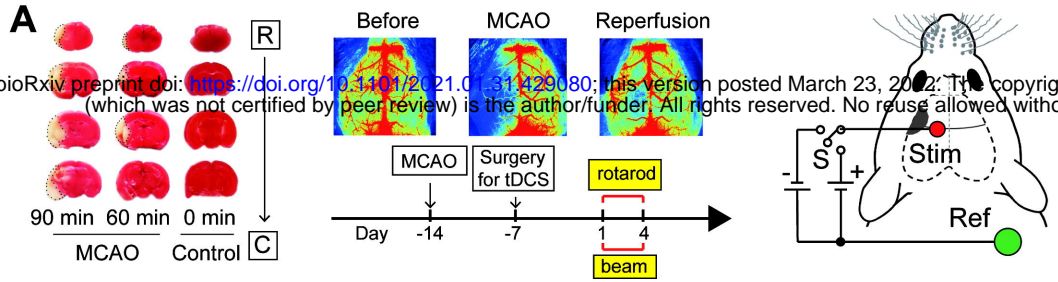 A
R
Before MCAO Reperfusion
bioRxiv preprint doi: https://doi.org/10.1101/2021.01.31.429080; this version posted March 23, 2022. The copyrig
(which was not certified by peer review) is the author/funder. All rights reserved. No reuse allowed witho
MCAO
Surgery
for tDCS
rotarod
S
Stim
- +
90 min 60 min 0 min
MCAO Control
C
Day -14 -7 1 4
beam
Ref